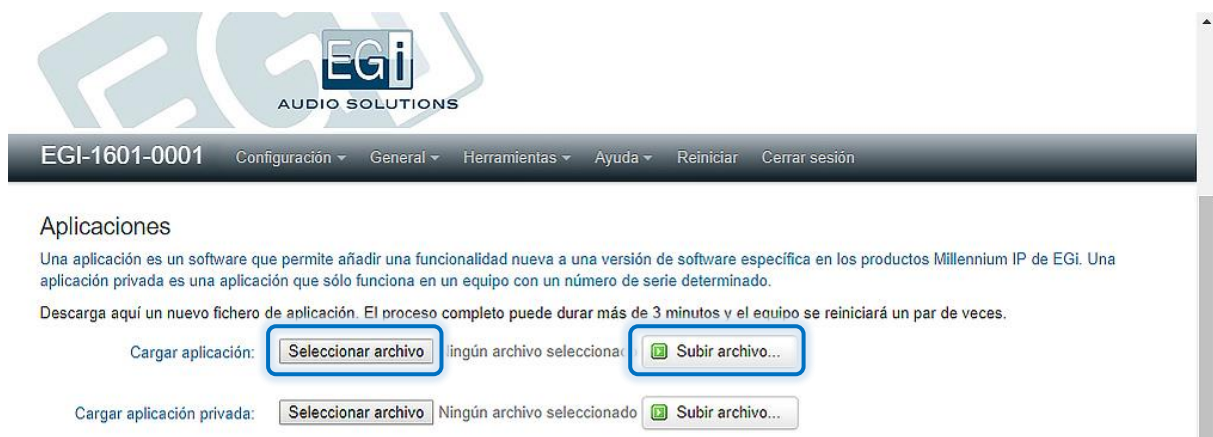 EGi
AUDIO SOLUTIONS
EGI-1601-0001 Configuración General Herramientas Ayuda Reiniciar Cerrar sesión
Aplicaciones
Una aplicación es un software que permite añadir una funcionalidad nueva a una versión de software específica en los productos Millennium IP de EGi. Una
aplicación privada es una aplicación que sólo funciona en un equipo con un número de serie determinado.
Descarga aquí un nuevo fichero de aplicación. El proceso completo puede durar más de 3 minutos y el equipo se reiniciará un par de veces.
Cargar aplicación: Seleccionar archivo Ningún archivo seleccionado Subir archivo...
Cargar aplicación privada: Seleccionar archivo Ningún archivo seleccionado Subir archivo...